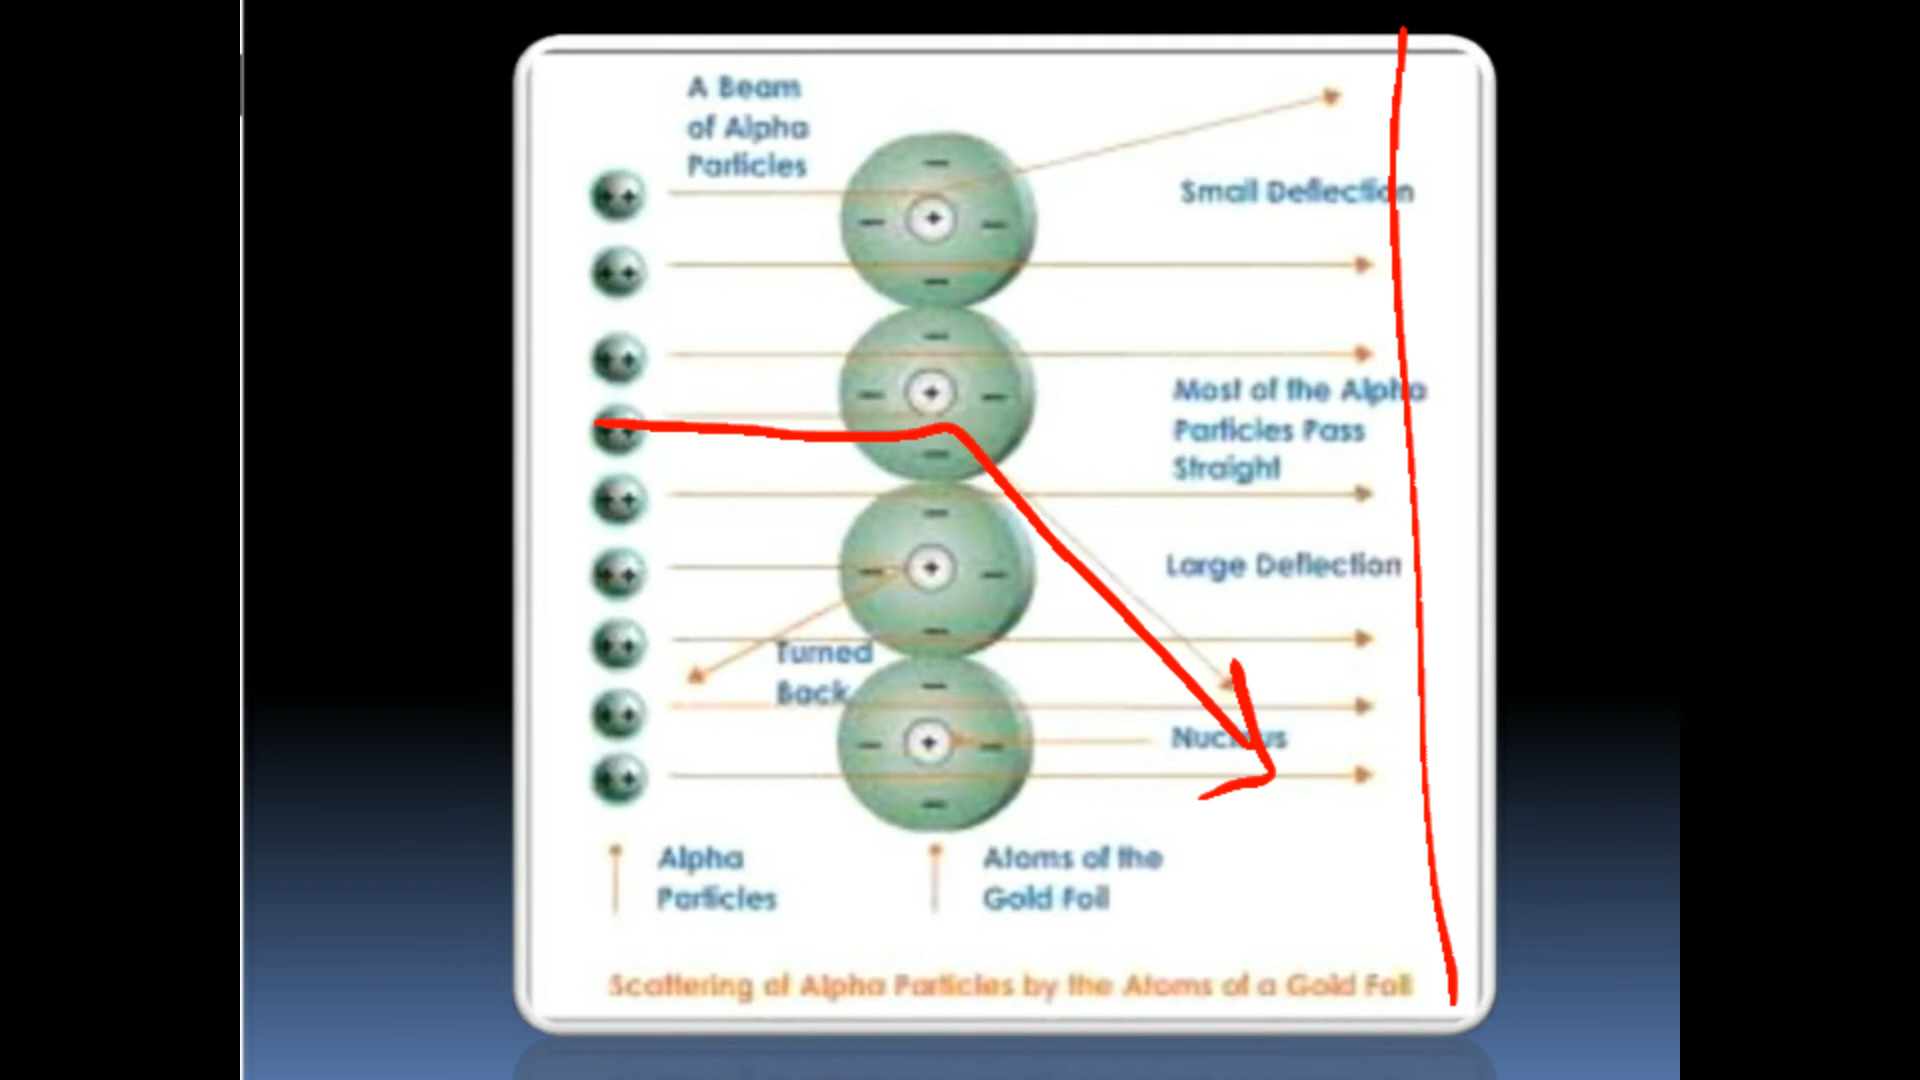 A Beam
of Alpha
Particles
Small Deflection
Most of the Alpha
Particles Pass
Straight
Large Deflection
Turned
Back
Nucleus
Alpha
Particles
Atoms of the
Gold Foil
Scattering of Alpha Particles by the Atoms of a Gold Foil